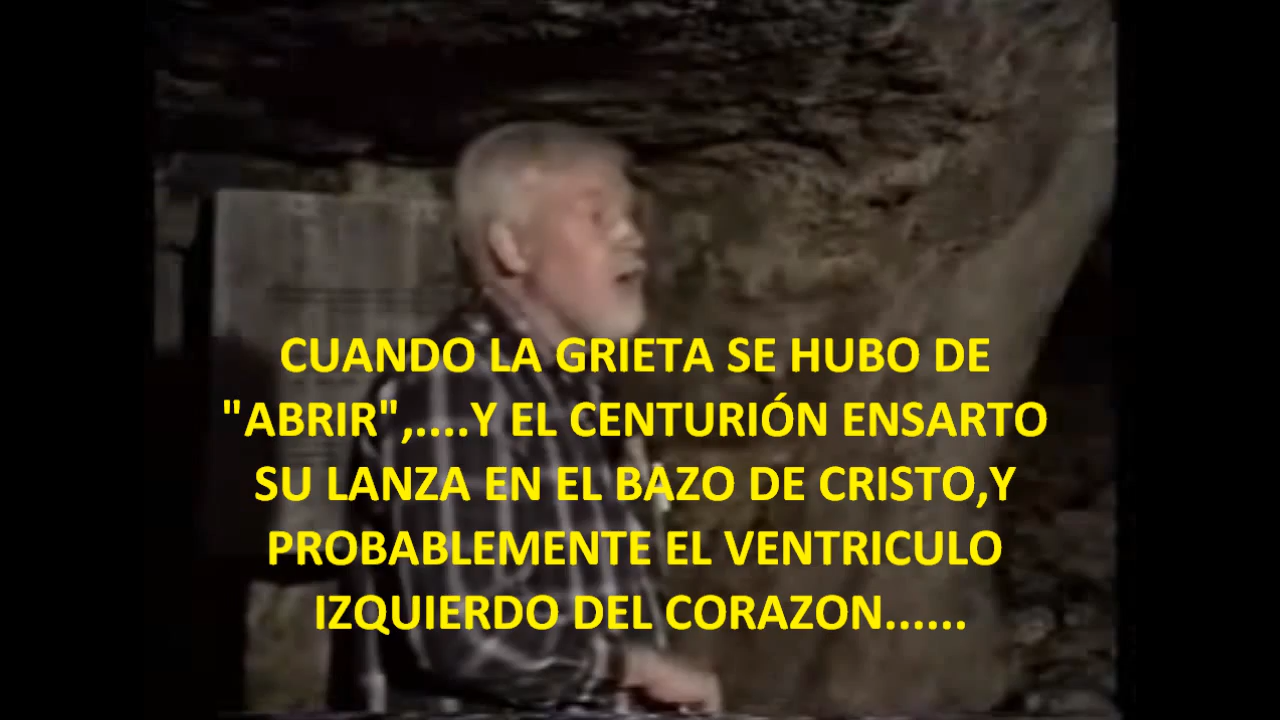 CUANDO LA GRIETA SE HUBO DE
"ABRIR",....Y EL CENTURIÓN ENSARTO
SU LANZA EN EL BAZO DE CRISTO,Y
PROBABLEMENTE EL VENTRICULO
IZQUIERDO DEL CORAZON......